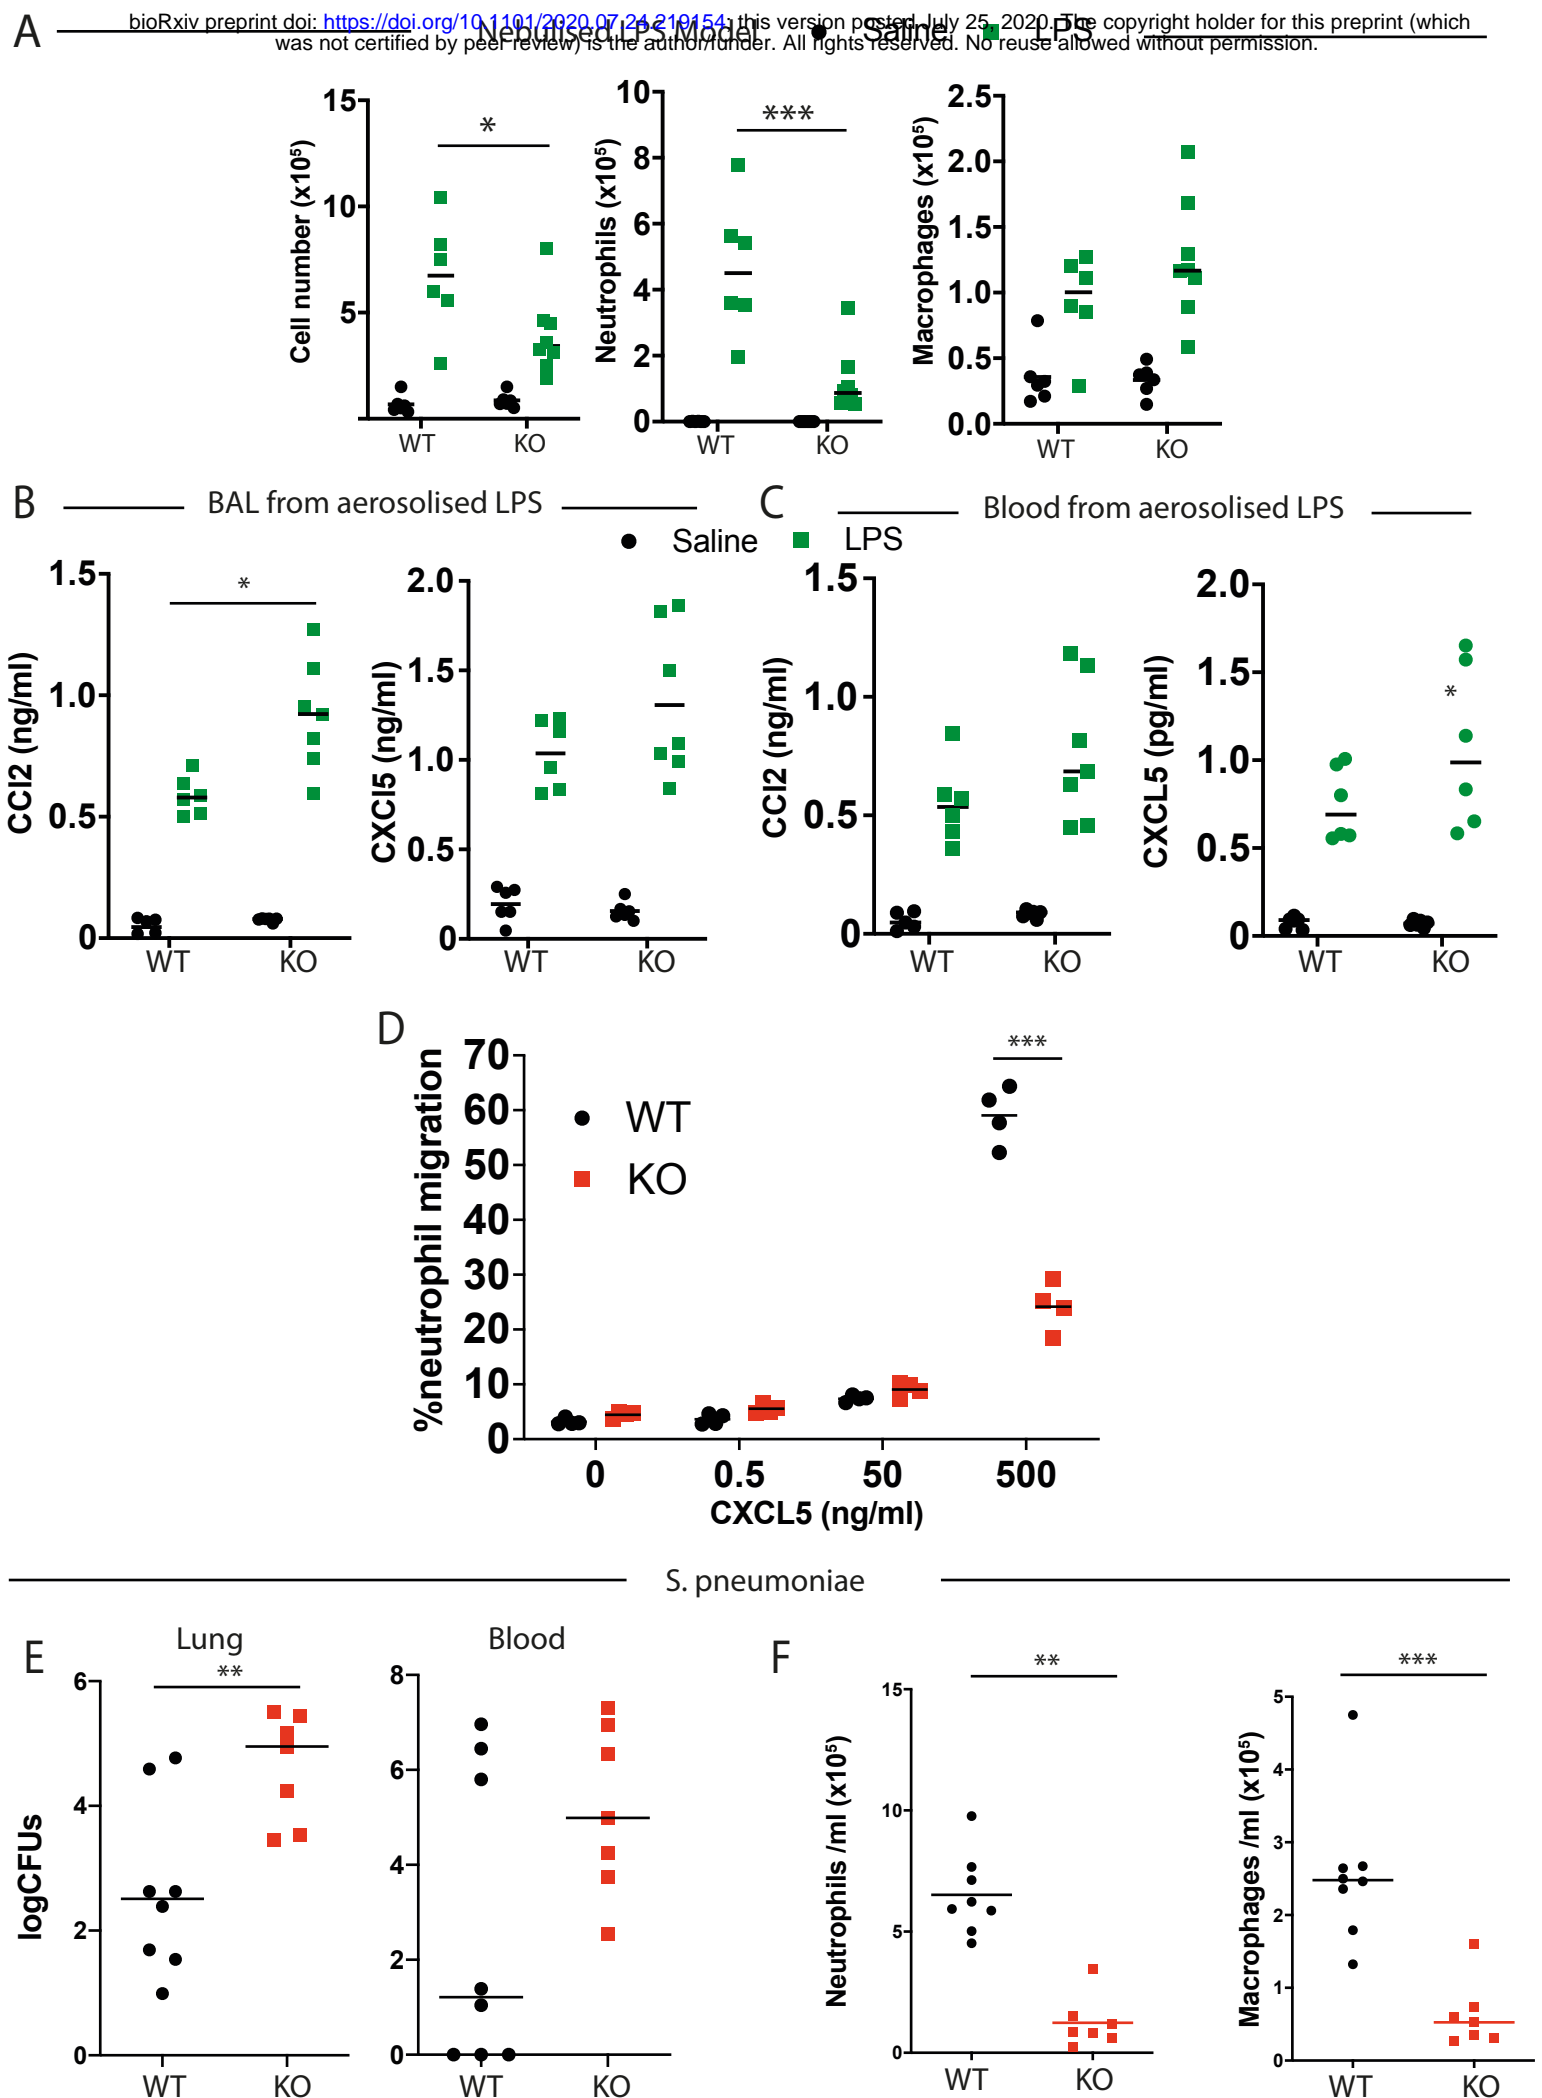 bioRxiv preprint doi: https://doi.org/10.1101/2020.07.24.219154; this version posted July 25, 2020. The copyright holder for this preprint (which
was not certified by peer review) is the author/funder. All rights reserved. No reuse allowed without permission.
A Nebulised LPS Model Saline LPS
Cell number (x10⁵)
15
10
5
WT KO
*
Neutrophils (x10⁵)
10
8
6
4
2
0
WT KO
***
Macrophages (x10⁵)
2.5
2.0
1.5
1.0
0.5
0.0
WT KO
B BAL from aerosolised LPS
C Blood from aerosolised LPS
Saline LPS
CCl2 (ng/ml)
1.5
1.0
0.5
0
WT KO
*
CXCl5 (ng/ml)
2.0
1.5
1.0
0.5
0
WT KO
CCl2 (ng/ml)
1.5
1.0
0.5
0
WT KO
CXCL5 (pg/ml)
2.0
1.5
1.0
0.5
0
WT KO
*
D
%neutrophil migration
70
60
50
40
30
20
10
0
WT
KO
***
0 0.5 50 500
CXCL5 (ng/ml)
S. pneumoniae
E
Lung
**
logCFUs
6
4
2
0
WT KO
Blood
8
6
4
2
0
WT KO
F
**
Neutrophils /ml (x10⁵)
15
10
5
0
WT KO
***
Macrophages /ml (x10⁵)
5
4
3
2
1
0
WT KO